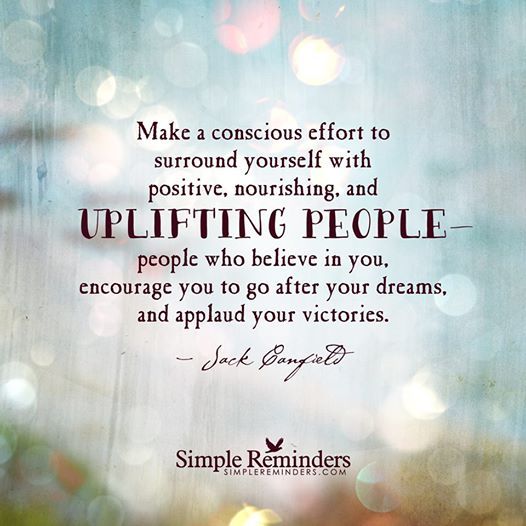 Make a conscious effort to
surround yourself with
positive, nourishing, and
UPLIFTING PEOPLE—
people who believe in you,
encourage you to go after your dreams,
and applaud your victories.
— Jack Canfield
Simple Reminders
SIMPLEREMINDERS.COM